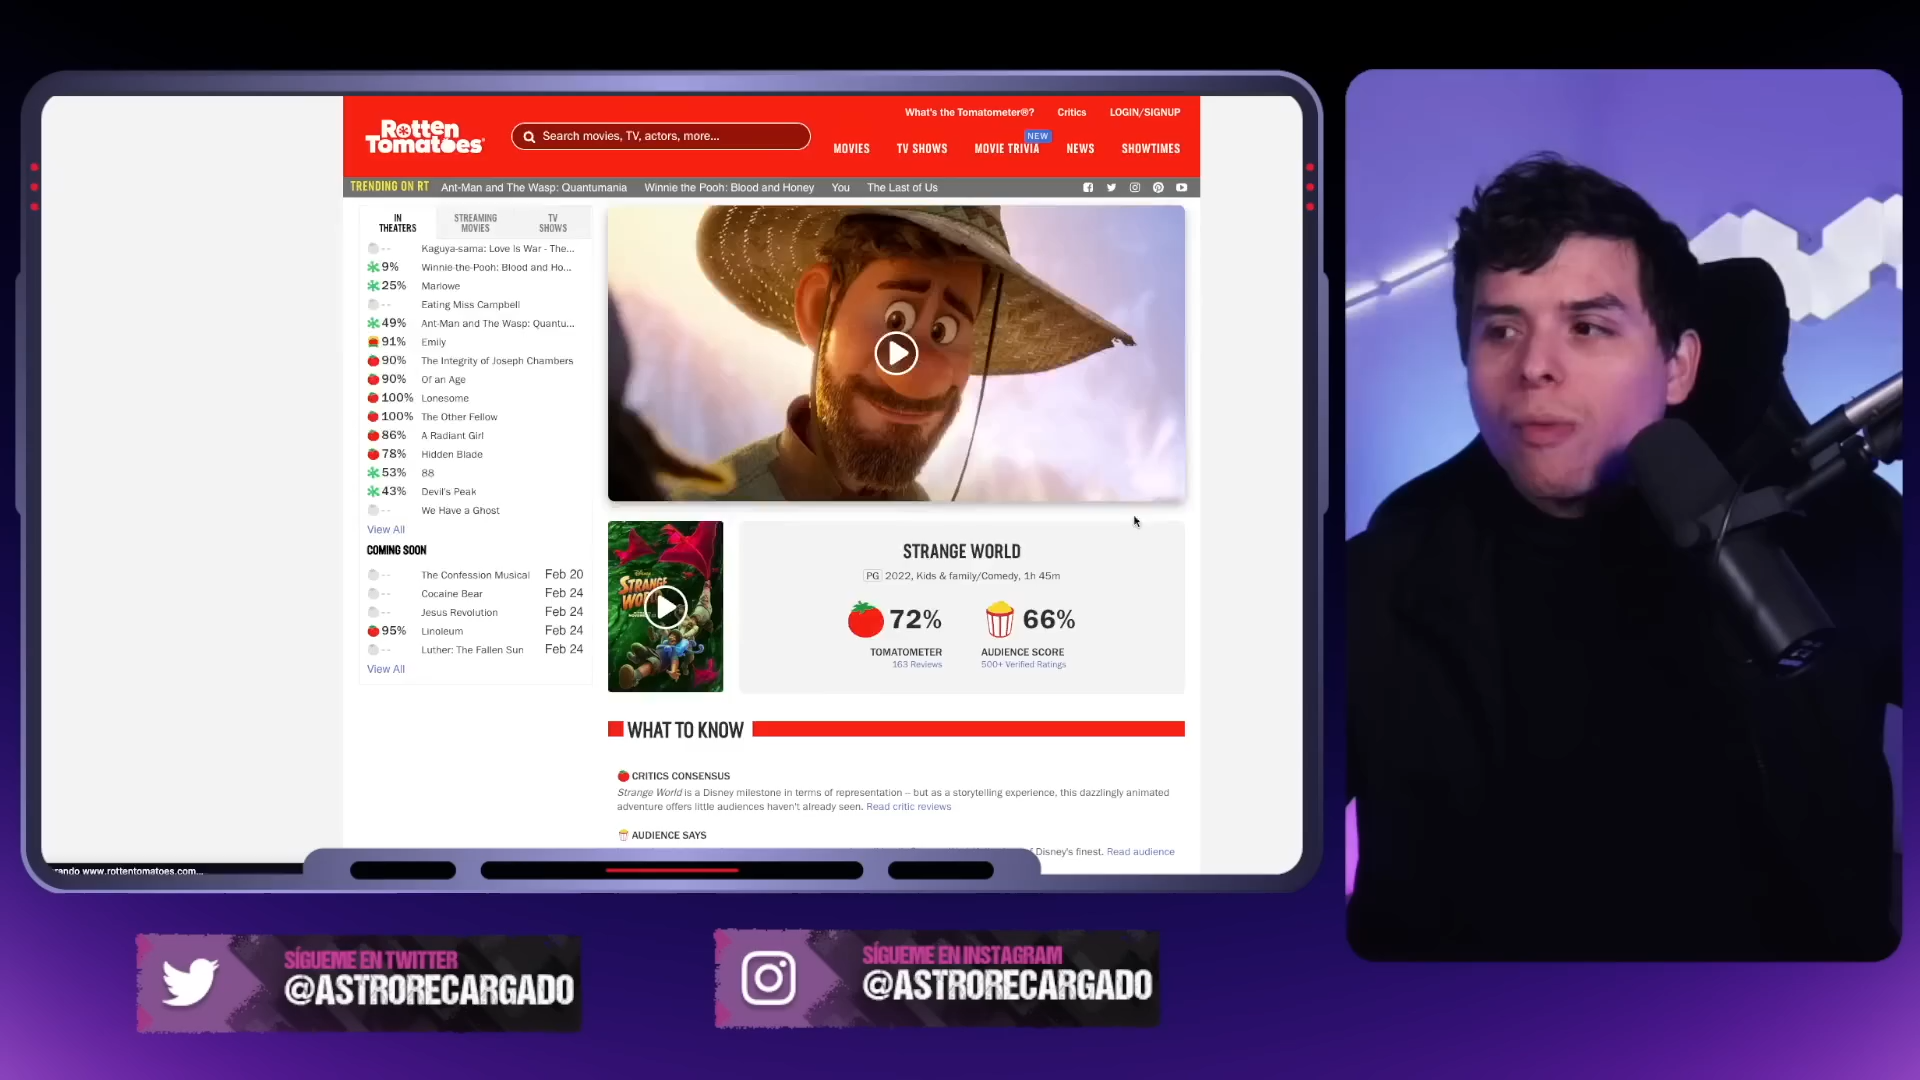 What's the Tomatometer®?
Critics
LOGIN/SIGNUP
Rotten
Tomatoes
Search movies, TV, actors, more...
NEW
MOVIES
TV SHOWS
MOVIE TRIVIA
NEWS
SHOWTIMES
TRENDING ON RT
Ant-Man and The Wasp: Quantumania
Winnie the Pooh: Blood and Honey
You
The Last of Us
IN
THEATERS
STREAMING
MOVIES
TV
SHOWS
-- Kaguya-sama: Love Is War - The...
9% Winnie-the-Pooh: Blood and Ho...
25% Marlowe
-- Eating Miss Campbell
49% Ant-Man and The Wasp: Quantu...
91% Emily
90% The Integrity of Joseph Chambers
90% Of an Age
100% Lonesome
100% The Other Fellow
86% A Radiant Girl
78% Hidden Blade
53% 88
43% Devil's Peak
-- We Have a Ghost
View All
COMING SOON
-- The Confession Musical Feb 20
-- Cocaine Bear Feb 24
-- Jesus Revolution Feb 24
95% Linoleum Feb 24
-- Luther: The Fallen Sun Feb 24
View All
Disney
STRANGE
WORLD
STRANGE WORLD
PG 2022, Kids & family/Comedy, 1h 45m
72%
66%
TOMATOMETER
AUDIENCE SCORE
163 Reviews
500+ Verified Ratings
WHAT TO KNOW
CRITICS CONSENSUS
Strange World is a Disney milestone in terms of representation – but as a storytelling experience, this dazzlingly animated
adventure offers little audiences haven't already seen. Read critic reviews
AUDIENCE SAYS
Disney's finest. Read audience
rando www.rottentomatoes.com...
SÍGUEME EN TWITTER
@ASTRORECARGADO
SÍGUEME EN INSTAGRAM
@ASTRORECARGADO